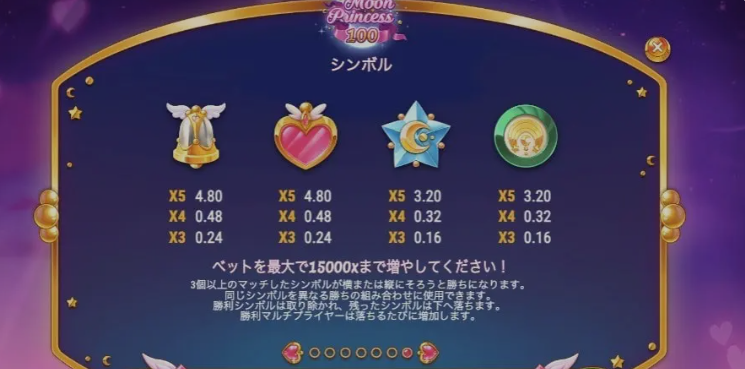 Moon
Princess
100
シンボル
X5 4.80 X5 4.80 X5 3.20 X5 3.20
X4 0.48 X4 0.48 X4 0.32 X4 0.32
X3 0.24 X3 0.24 X3 0.16 X3 0.16
ベットを最大で15000xまで増やしてください！
3個以上のマッチしたシンボルが横または縦にそろうと勝ちになります。
同じシンボルを異なる勝ちの組み合わせに使用できます。
勝利シンボルは取り除かれ、残ったシンボルは下へ落ちます。
勝利マルチプライヤーは落ちるたびに増加します。